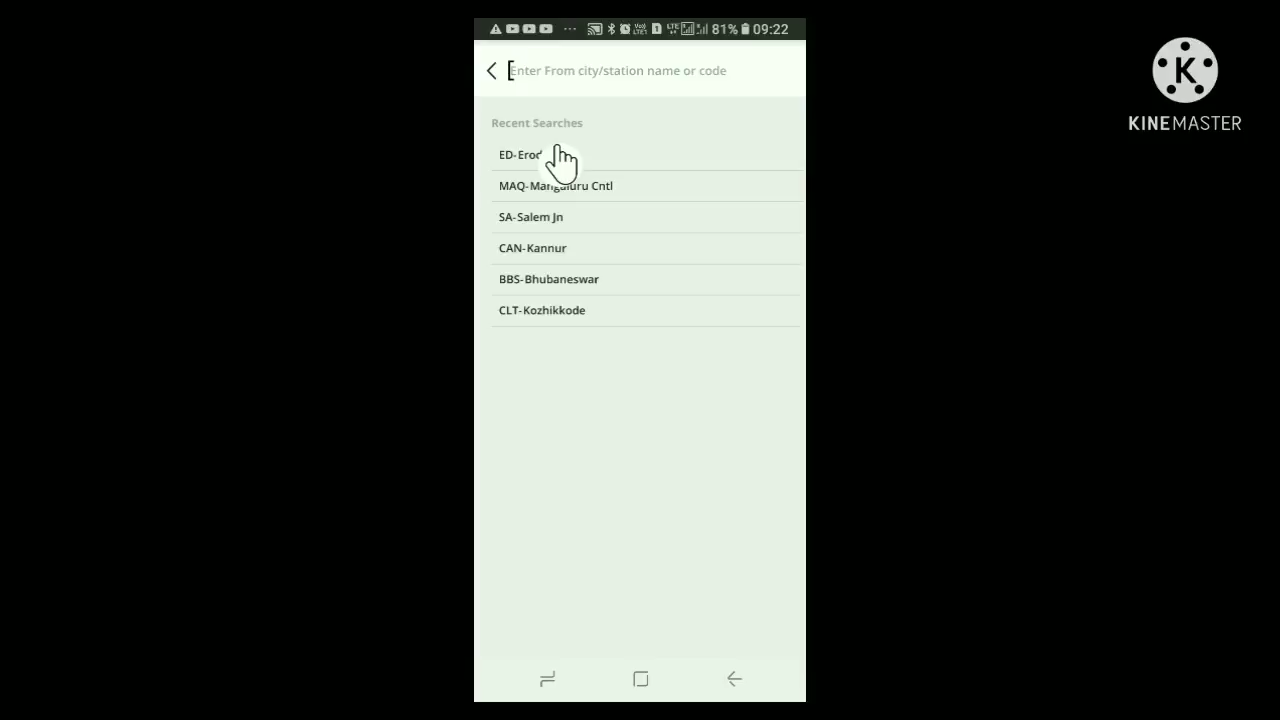 81% 09:22
Enter From city/station name or code
Recent Searches
MAQ-Mangaluru Cntl
SA-Salem Jn
CAN-Kannur
BBS-Bhubaneswar
CLT-Kozhikkode
K
KINEMASTER